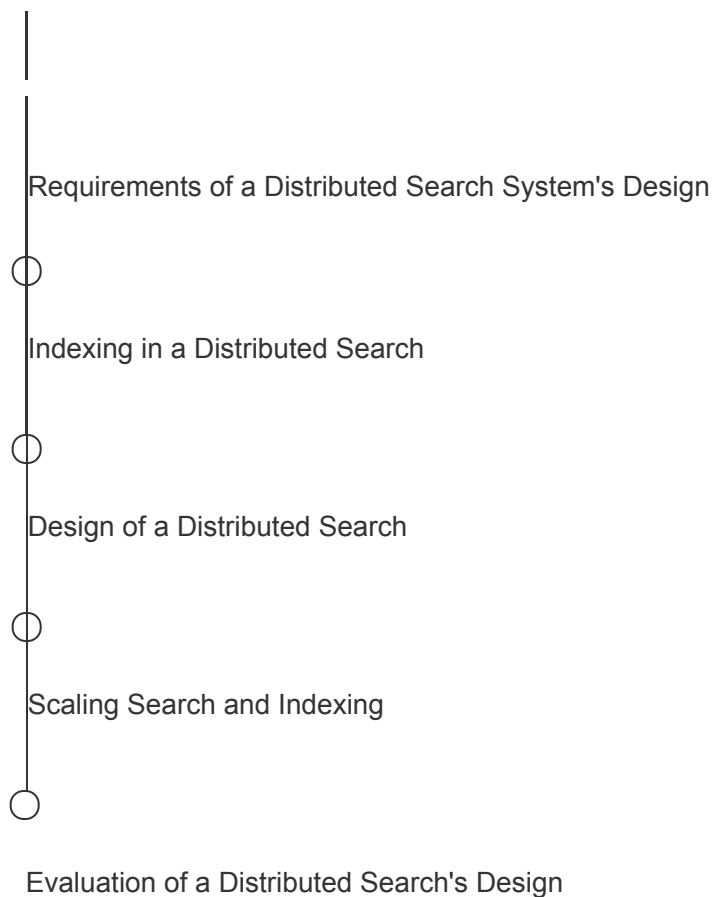 Requirements of a Distributed Search System's Design
Indexing in a Distributed Search
Design of a Distributed Search
Scaling Search and Indexing
Evaluation of a Distributed Search's Design